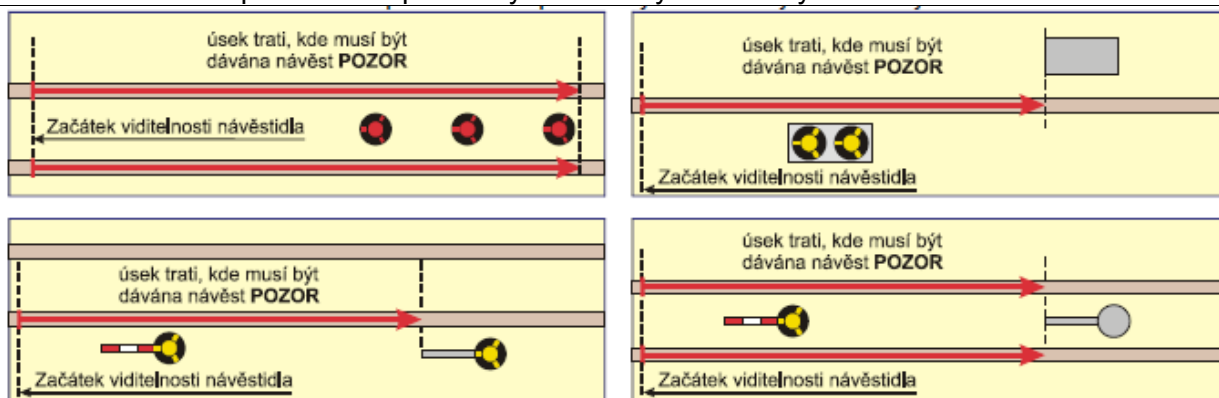 úsek trati, kde musí být
dávána návěst POZOR
Začátek viditelnosti návěstidla
úsek trati, kde musí být
dávána návěst POZOR
Začátek viditelnosti návěstidla
úsek trati, kde musí být
dávána návěst POZOR
Začátek viditelnosti návěstidla
úsek trati, kde musí být
dávána návěst POZOR
Začátek viditelnosti návěstidla